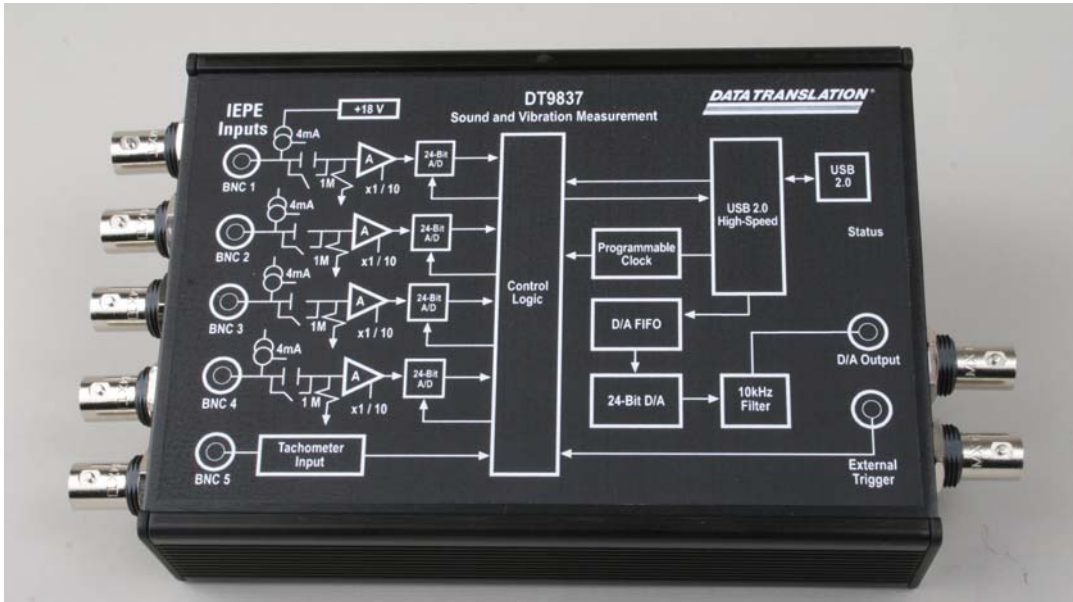 IEPE
Inputs
+18 V
DT9837
Sound and Vibration Measurement
DATA TRANSLATION®
4mA
BNC 1
1M
A
x1 / 10
24-Bit
A/D
4mA
BNC 2
1M
A
x1 / 10
24-Bit
A/D
4mA
BNC 3
1M
A
x1 / 10
24-Bit
A/D
4mA
BNC 4
1 M
A
x1 / 10
24-Bit
A/D
BNC 5
Tachometer
Input
Control
Logic
USB 2.0
High-Speed
USB
2.0
Status
Programmable
Clock
D/A FIFO
24-Bit D/A
10kHz
Filter
D/A Output
External
Trigger